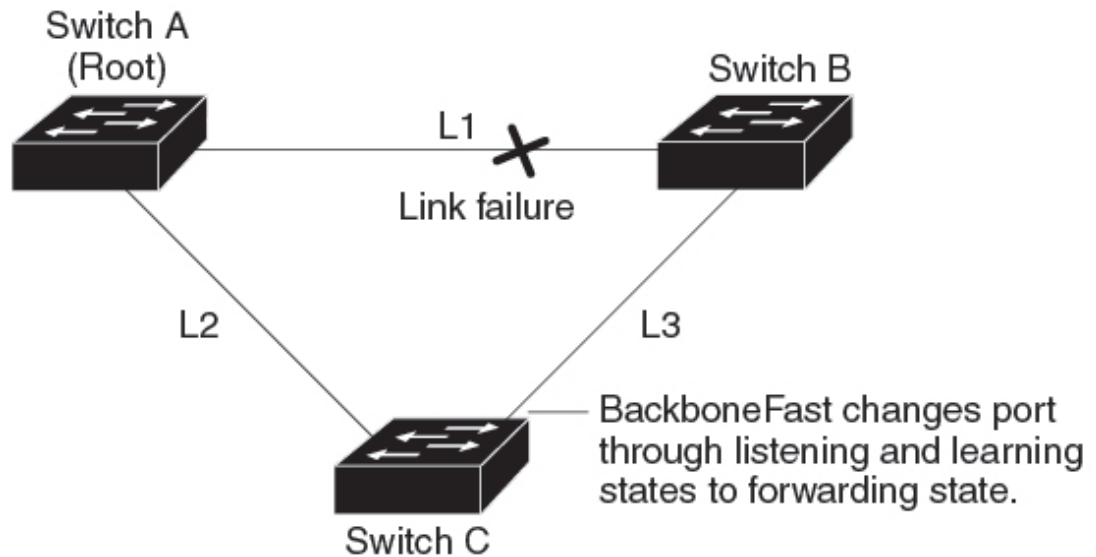 Switch A
(Root)
Switch B
L1
Link failure
L2
L3
BackboneFast changes port
through listening and learning
states to forwarding state.
Switch C